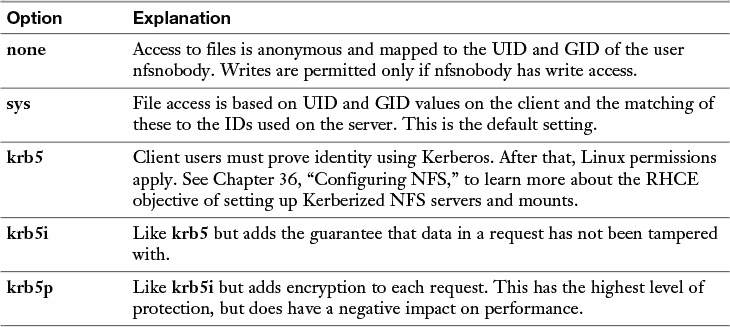 Option Explanation
none Access to files is anonymous and mapped to the UID and GID of the user
nfsnobody. Writes are permitted only if nfsnobody has write access.
sys File access is based on UID and GID values on the client and the matching of
these to the IDs used on the server. This is the default setting.
krb5 Client users must prove identity using Kerberos. After that, Linux permissions
apply. See Chapter 36, “Configuring NFS,” to learn more about the RHCE
objective of setting up Kerberized NFS servers and mounts.
krb5i Like krb5 but adds the guarantee that data in a request has not been tampered
with.
krb5p Like krb5i but adds encryption to each request. This has the highest level of
protection, but does have a negative impact on performance.